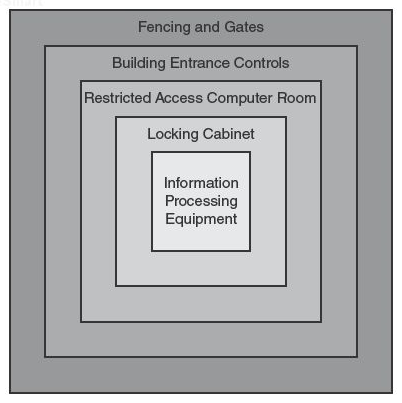 Fencing and Gates
Building Entrance Controls
Restricted Access Computer Room
Locking Cabinet
Information
Processing
Equipment